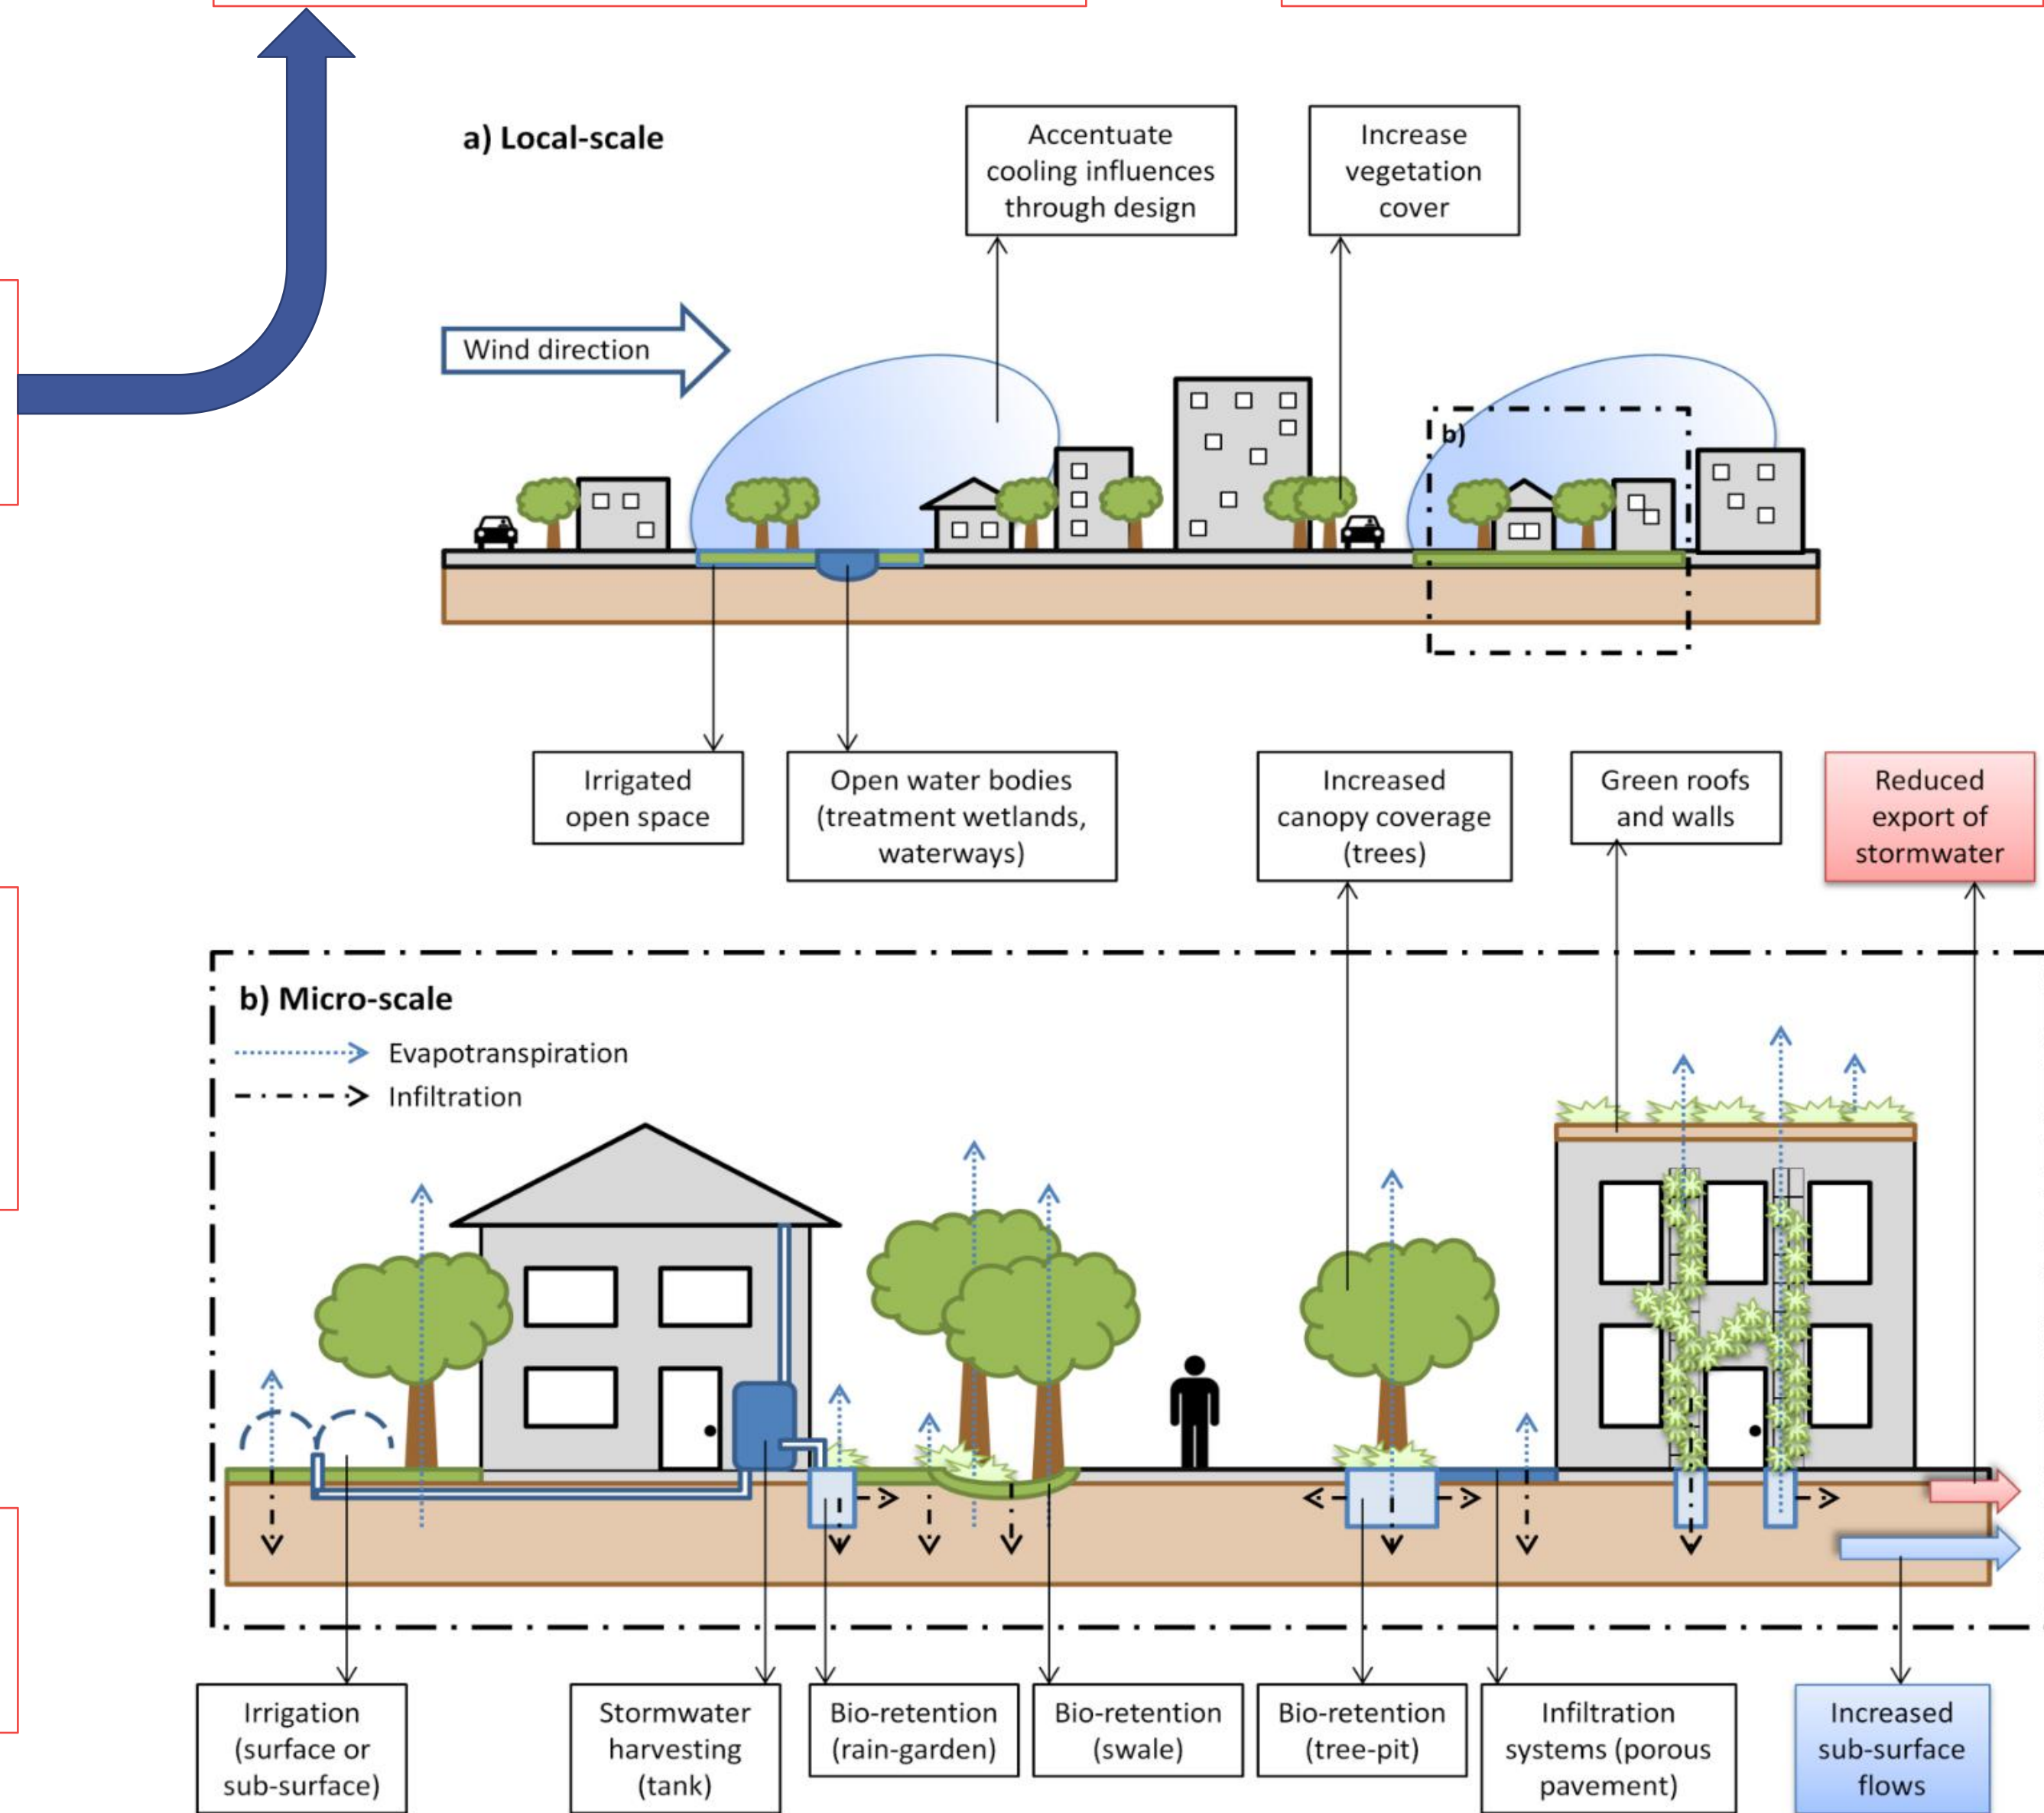 a) Local-scale
Accentuate
cooling influences
through design
Increase
vegetation
cover
Wind direction
b)
Irrigated
open space
Open water bodies
(treatment wetlands,
waterways)
Increased
canopy coverage
(trees)
Green roofs
and walls
Reduced
export of
stormwater
b) Micro-scale
Evapotranspiration
Infiltration
Irrigation
(surface or
sub-surface)
Stormwater
harvesting
(tank)
Bio-retention
(rain-garden)
Bio-retention
(swale)
Bio-retention
(tree-pit)
Infiltration
systems (porous
pavement)
Increased
sub-surface
flows